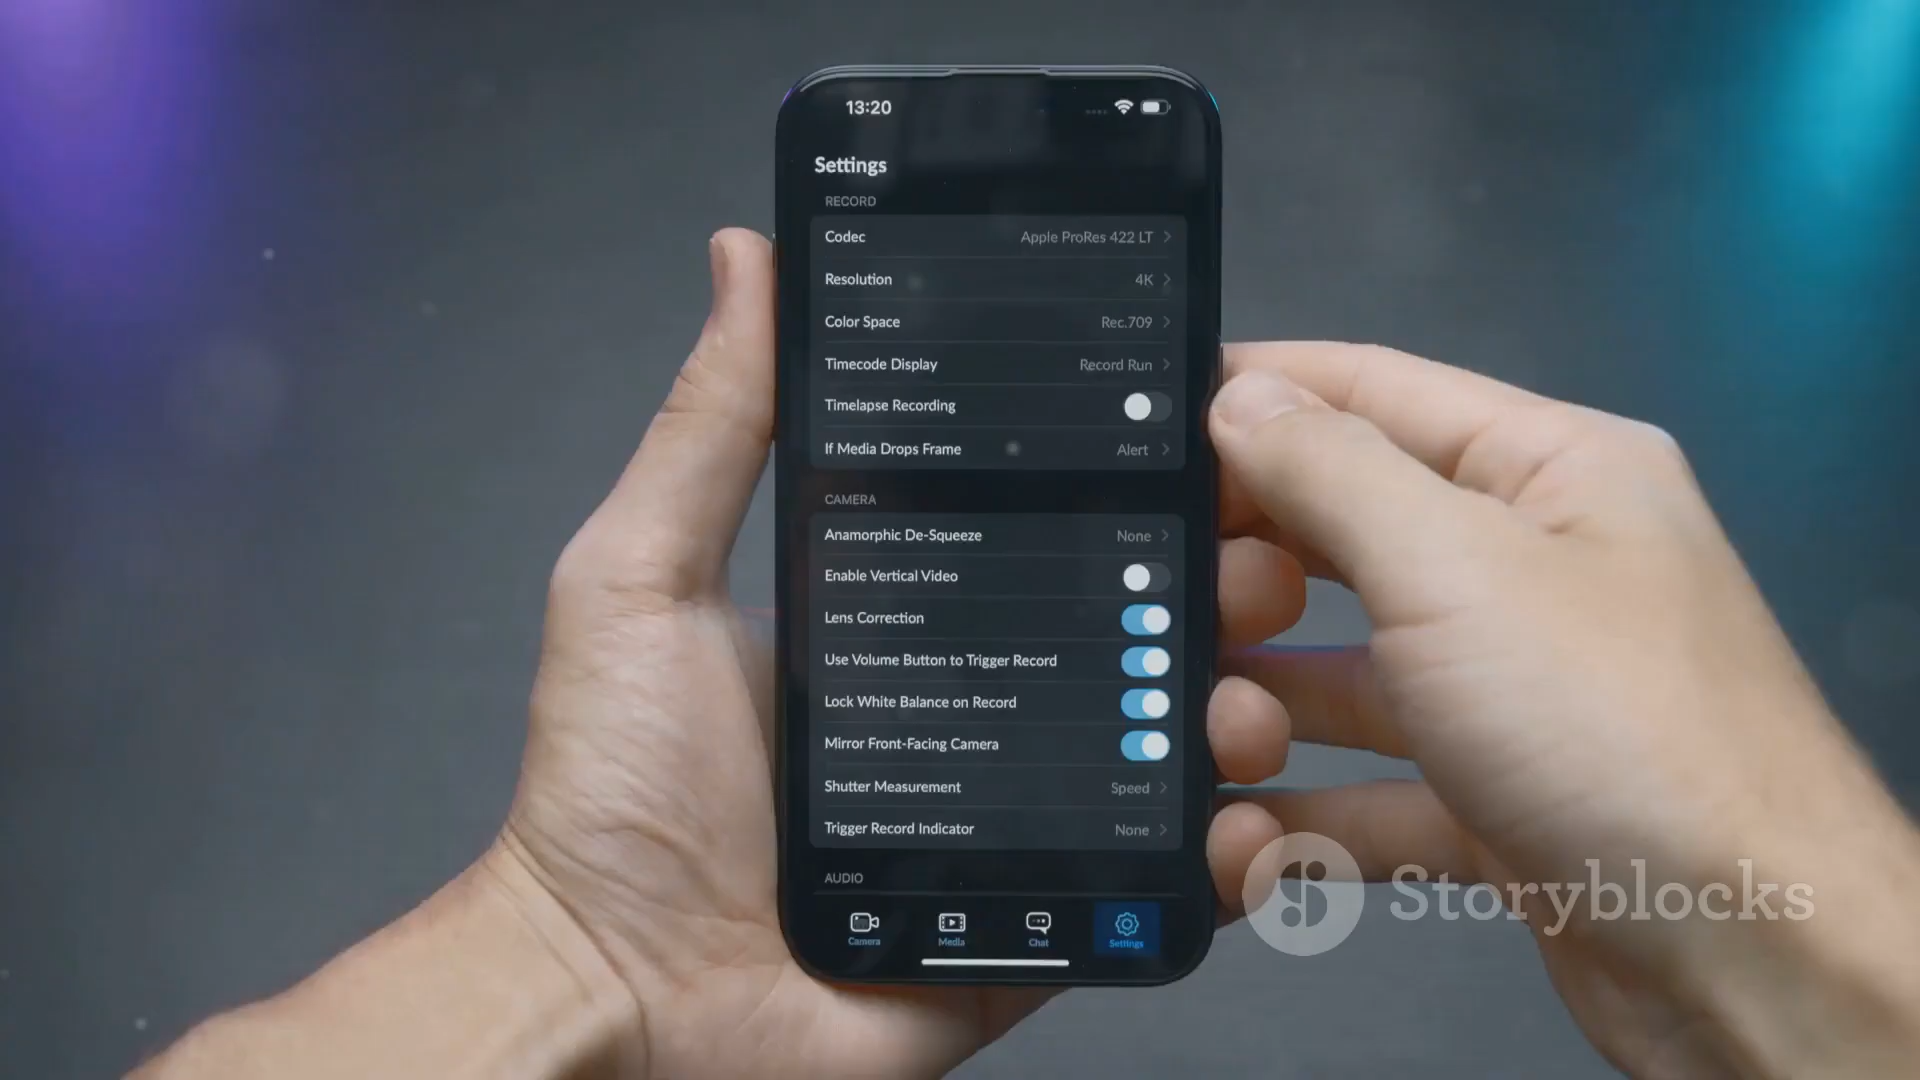 13:20
Settings
RECORD
Codec Apple ProRes 422 LT
Resolution 4K
Color Space Rec.709
Timecode Display Record Run
Timelapse Recording
If Media Drops Frame Alert
CAMERA
Anamorphic De-Squeeze None
Enable Vertical Video
Lens Correction
Use Volume Button to Trigger Record
Lock White Balance on Record
Mirror Front-Facing Camera
Shutter Measurement Speed
Trigger Record Indicator None
AUDIO
Camera Media Chat Settings
Storyblocks